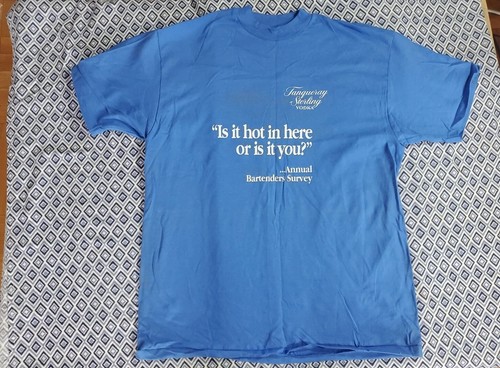 Tanqueray
Sterling
VODKA
"Is it hot in here
or is it you?"
...Annual
Bartenders Survey